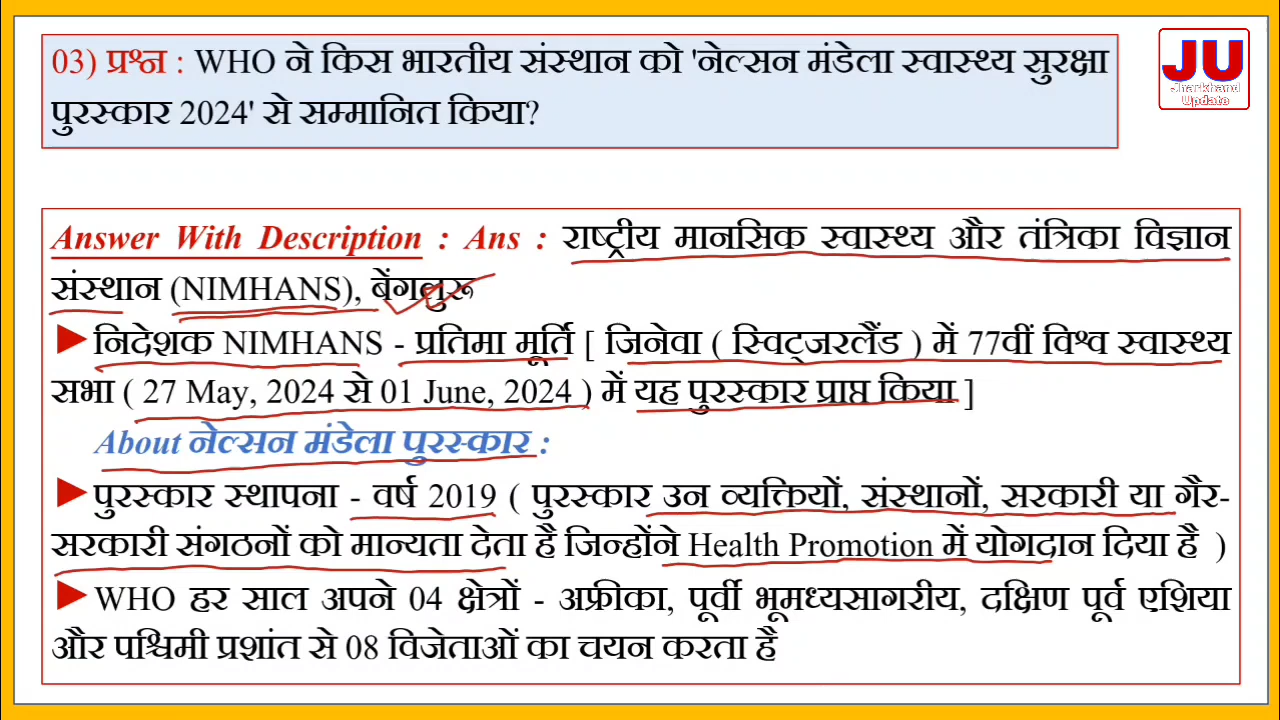 03) प्रश्न : WHO ने किस भारतीय संस्थान को 'नेल्सन मंडेला स्वास्थ्य सुरक्षा
पुरस्कार 2024' से सम्मानित किया?
JU
Jharkhand
Update
Answer With Description : Ans : राष्ट्रीय मानसिक स्वास्थ्य और तंत्रिका विज्ञान
संस्थान (NIMHANS), बेंगलुरू
►निदेशक NIMHANS - प्रतिमा मूर्ति [ जिनेवा ( स्विट्जरलैंड ) में 77वीं विश्व स्वास्थ्य
सभा ( 27 May, 2024 से 01 June, 2024 ) में यह पुरस्कार प्राप्त किया ]
About नेल्सन मंडेला पुरस्कार :
►पुरस्कार स्थापना - वर्ष 2019 ( पुरस्कार उन व्यक्तियों, संस्थानों, सरकारी या गैर-
सरकारी संगठनों को मान्यता देता है जिन्होंने Health Promotion में योगदान दिया है )
►WHO हर साल अपने 04 क्षेत्रों - अफ्रीका, पूर्वी भूमध्यसागरीय, दक्षिण पूर्व एशिया
और पश्चिमी प्रशांत से 08 विजेताओं का चयन करता है